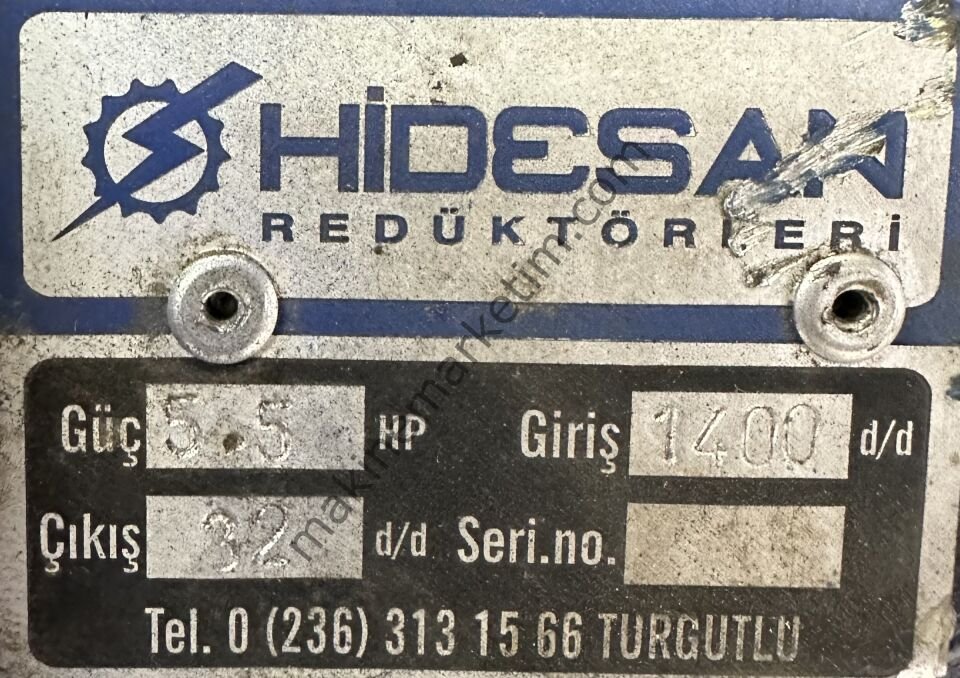 HİDESAN
REDÜKTÖRLERİ
Güç 5.5 HP Giriş 1400 d/d
Çıkış 32 d/d Seri.no.
Tel. 0 (236) 313 15 66 TURGUTLU
makinamarketim.com